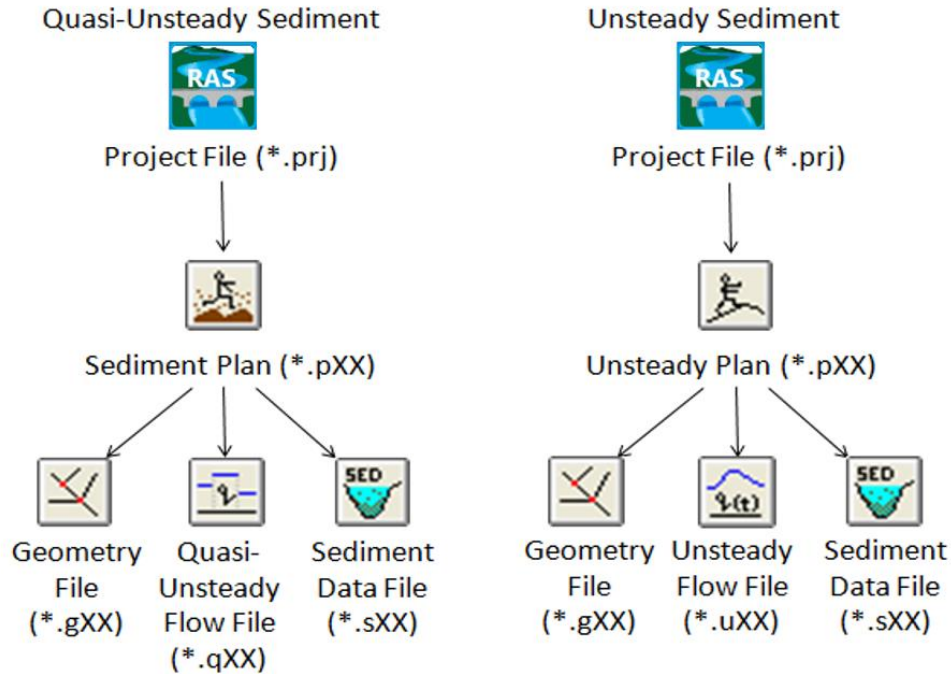 Quasi-Unsteady Sediment
RAS
Project File (*.prj)
Sediment Plan (*.pXX)
Geometry
File
(*.gXX)
q
Quasi-
Unsteady
Flow File
(*.qXX)
SED
Sediment
Data File
(*.sXX)
Unsteady Sediment
RAS
Project File (*.prj)
Unsteady Plan (*.pXX)
Geometry
File
(*.gXX)
q(t)
Unsteady
Flow File
(*.uXX)
SED
Sediment
Data File
(*.sXX)